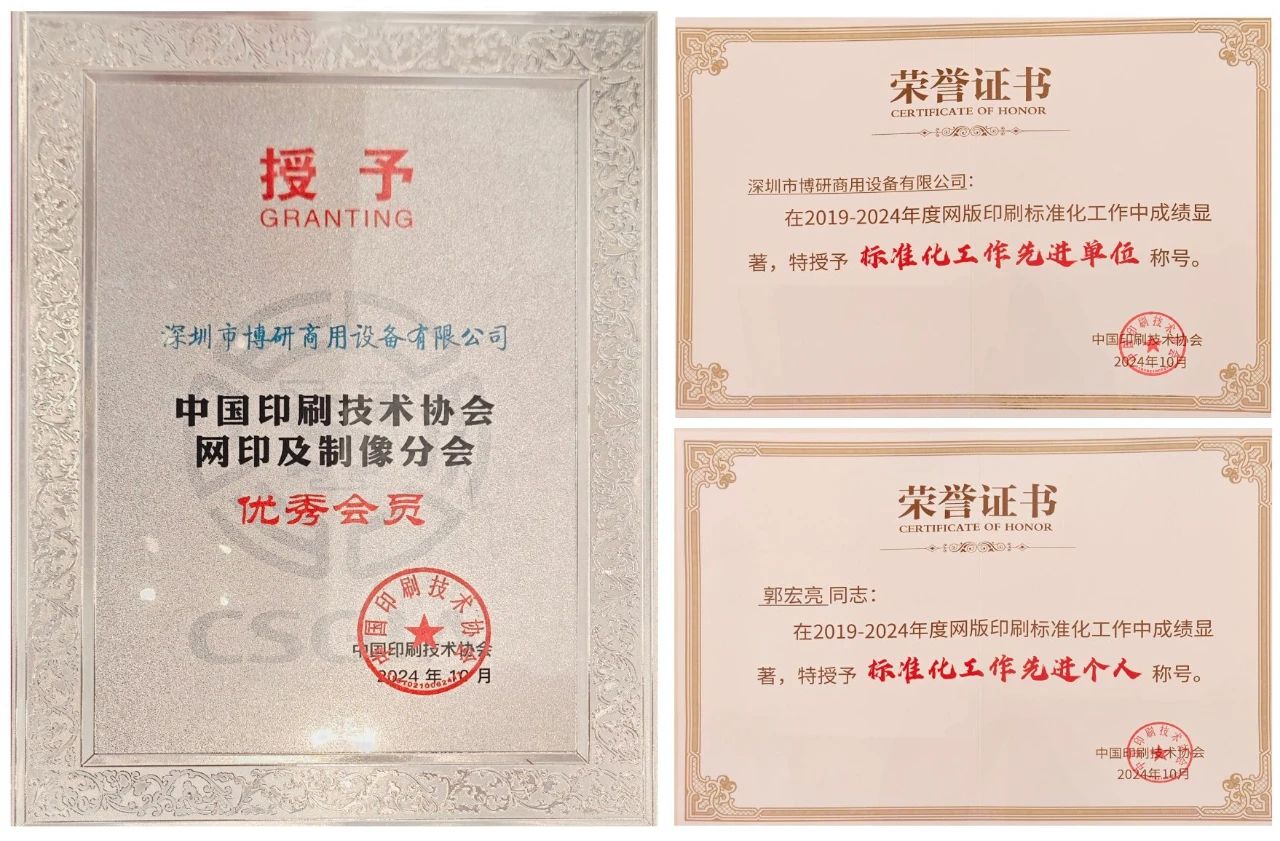 授予
GRANTING
深圳市博研商用设备有限公司
中国印刷技术协会
网印及制像分会
优秀会员
中国印刷技术协会
中国印刷技术协会
2024年10月
荣誉证书
CERTIFICATE OF HONOR
深圳市博研商用设备有限公司：
在2019-2024年度网版印刷标准化工作中成绩显
著，特授予 标准化工作先进单位 称号。
中国印刷技术协会
2024年10月
荣誉证书
CERTIFICATE OF HONOR
郭宏亮 同志：
在2019-2024年度网版印刷标准化工作中成绩显
著，特授予 标准化工作先进个人 称号。
中国印刷技术协会
2024年10月